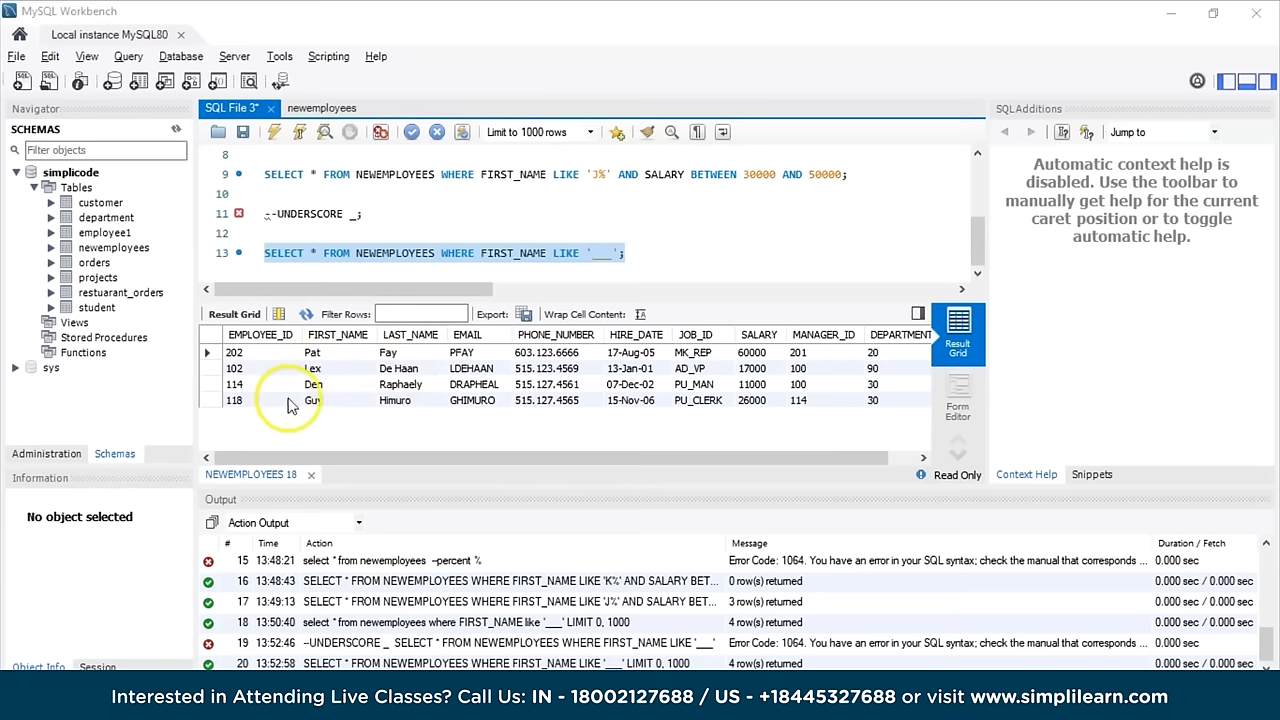 MySQL Workbench
Local instance MySQL80
File Edit View Query Database Server Tools Scripting Help
Navigator
SCHEMAS
Filter objects
simplicode
Tables
customer
department
employee1
newemployees
orders
projects
restuarant_orders
student
Views
Stored Procedures
Functions
sys
Administration Schemas
Information
No object selected
Object Info Session
SQL File 3* newemployees
Limit to 1000 rows
8
9 SELECT * FROM NEWEMPLOYEES WHERE FIRST_NAME LIKE 'J%' AND SALARY BETWEEN 30000 AND 50000;
10
11 --UNDERSCORE _;
12
13 SELECT * FROM NEWEMPLOYEES WHERE FIRST_NAME LIKE '___';
Result Grid Filter Rows: Export: Wrap Cell Content:
EMPLOYEE_ID FIRST_NAME LAST_NAME EMAIL PHONE_NUMBER HIRE_DATE JOB_ID SALARY MANAGER_ID DEPARTMENT
202 Pat Fay PFAY 603.123.6666 17-Aug-05 MK_REP 60000 201 20
102 Lex De Haan LDEHAAN 515.123.4569 13-Jan-01 AD_VP 17000 100 90
114 Den Raphaely DRAPHEAL 515.127.4561 07-Dec-02 PU_MAN 11000 100 30
118 Guy Himuro GHIMURO 515.127.4565 15-Nov-06 PU_CLERK 26000 114 30
Result
Grid
Form
Editor
NEWEMPLOYEES 18 Read Only
SQLAdditions
Jump to
Automatic context help is
disabled. Use the toolbar to
manually get help for the current
caret position or to toggle
automatic help.
Context Help Snippets
Output
Action Output
# Time Action Message Duration / Fetch
15 13:48:21 select * from newemployees --percent % Error Code: 1064. You have an error in your SQL syntax; check the manual that corresponds ... 0.000 sec
16 13:48:43 SELECT * FROM NEWEMPLOYEES WHERE FIRST_NAME LIKE 'K%' AND SALARY BET... 0 row(s) returned 0.000 sec / 0.000 sec
17 13:49:13 SELECT * FROM NEWEMPLOYEES WHERE FIRST_NAME LIKE 'J%' AND SALARY BET... 3 row(s) returned 0.000 sec / 0.000 sec
18 13:50:40 select * from newemployees where FIRST_NAME like '___' LIMIT 0, 1000 4 row(s) returned 0.000 sec / 0.000 sec
19 13:52:46 --UNDERSCORE _ SELECT * FROM NEWEMPLOYEES WHERE FIRST_NAME LIKE '___' Error Code: 1064. You have an error in your SQL syntax; check the manual that corresponds ... 0.000 sec
20 13:52:58 SELECT * FROM NEWEMPLOYEES WHERE FIRST_NAME LIKE '___' LIMIT 0, 1000 4 row(s) returned 0.000 sec / 0.000 sec
Interested in Attending Live Classes? Call Us: IN - 18002127688 / US - +18445327688 or visit www.simplilearn.com